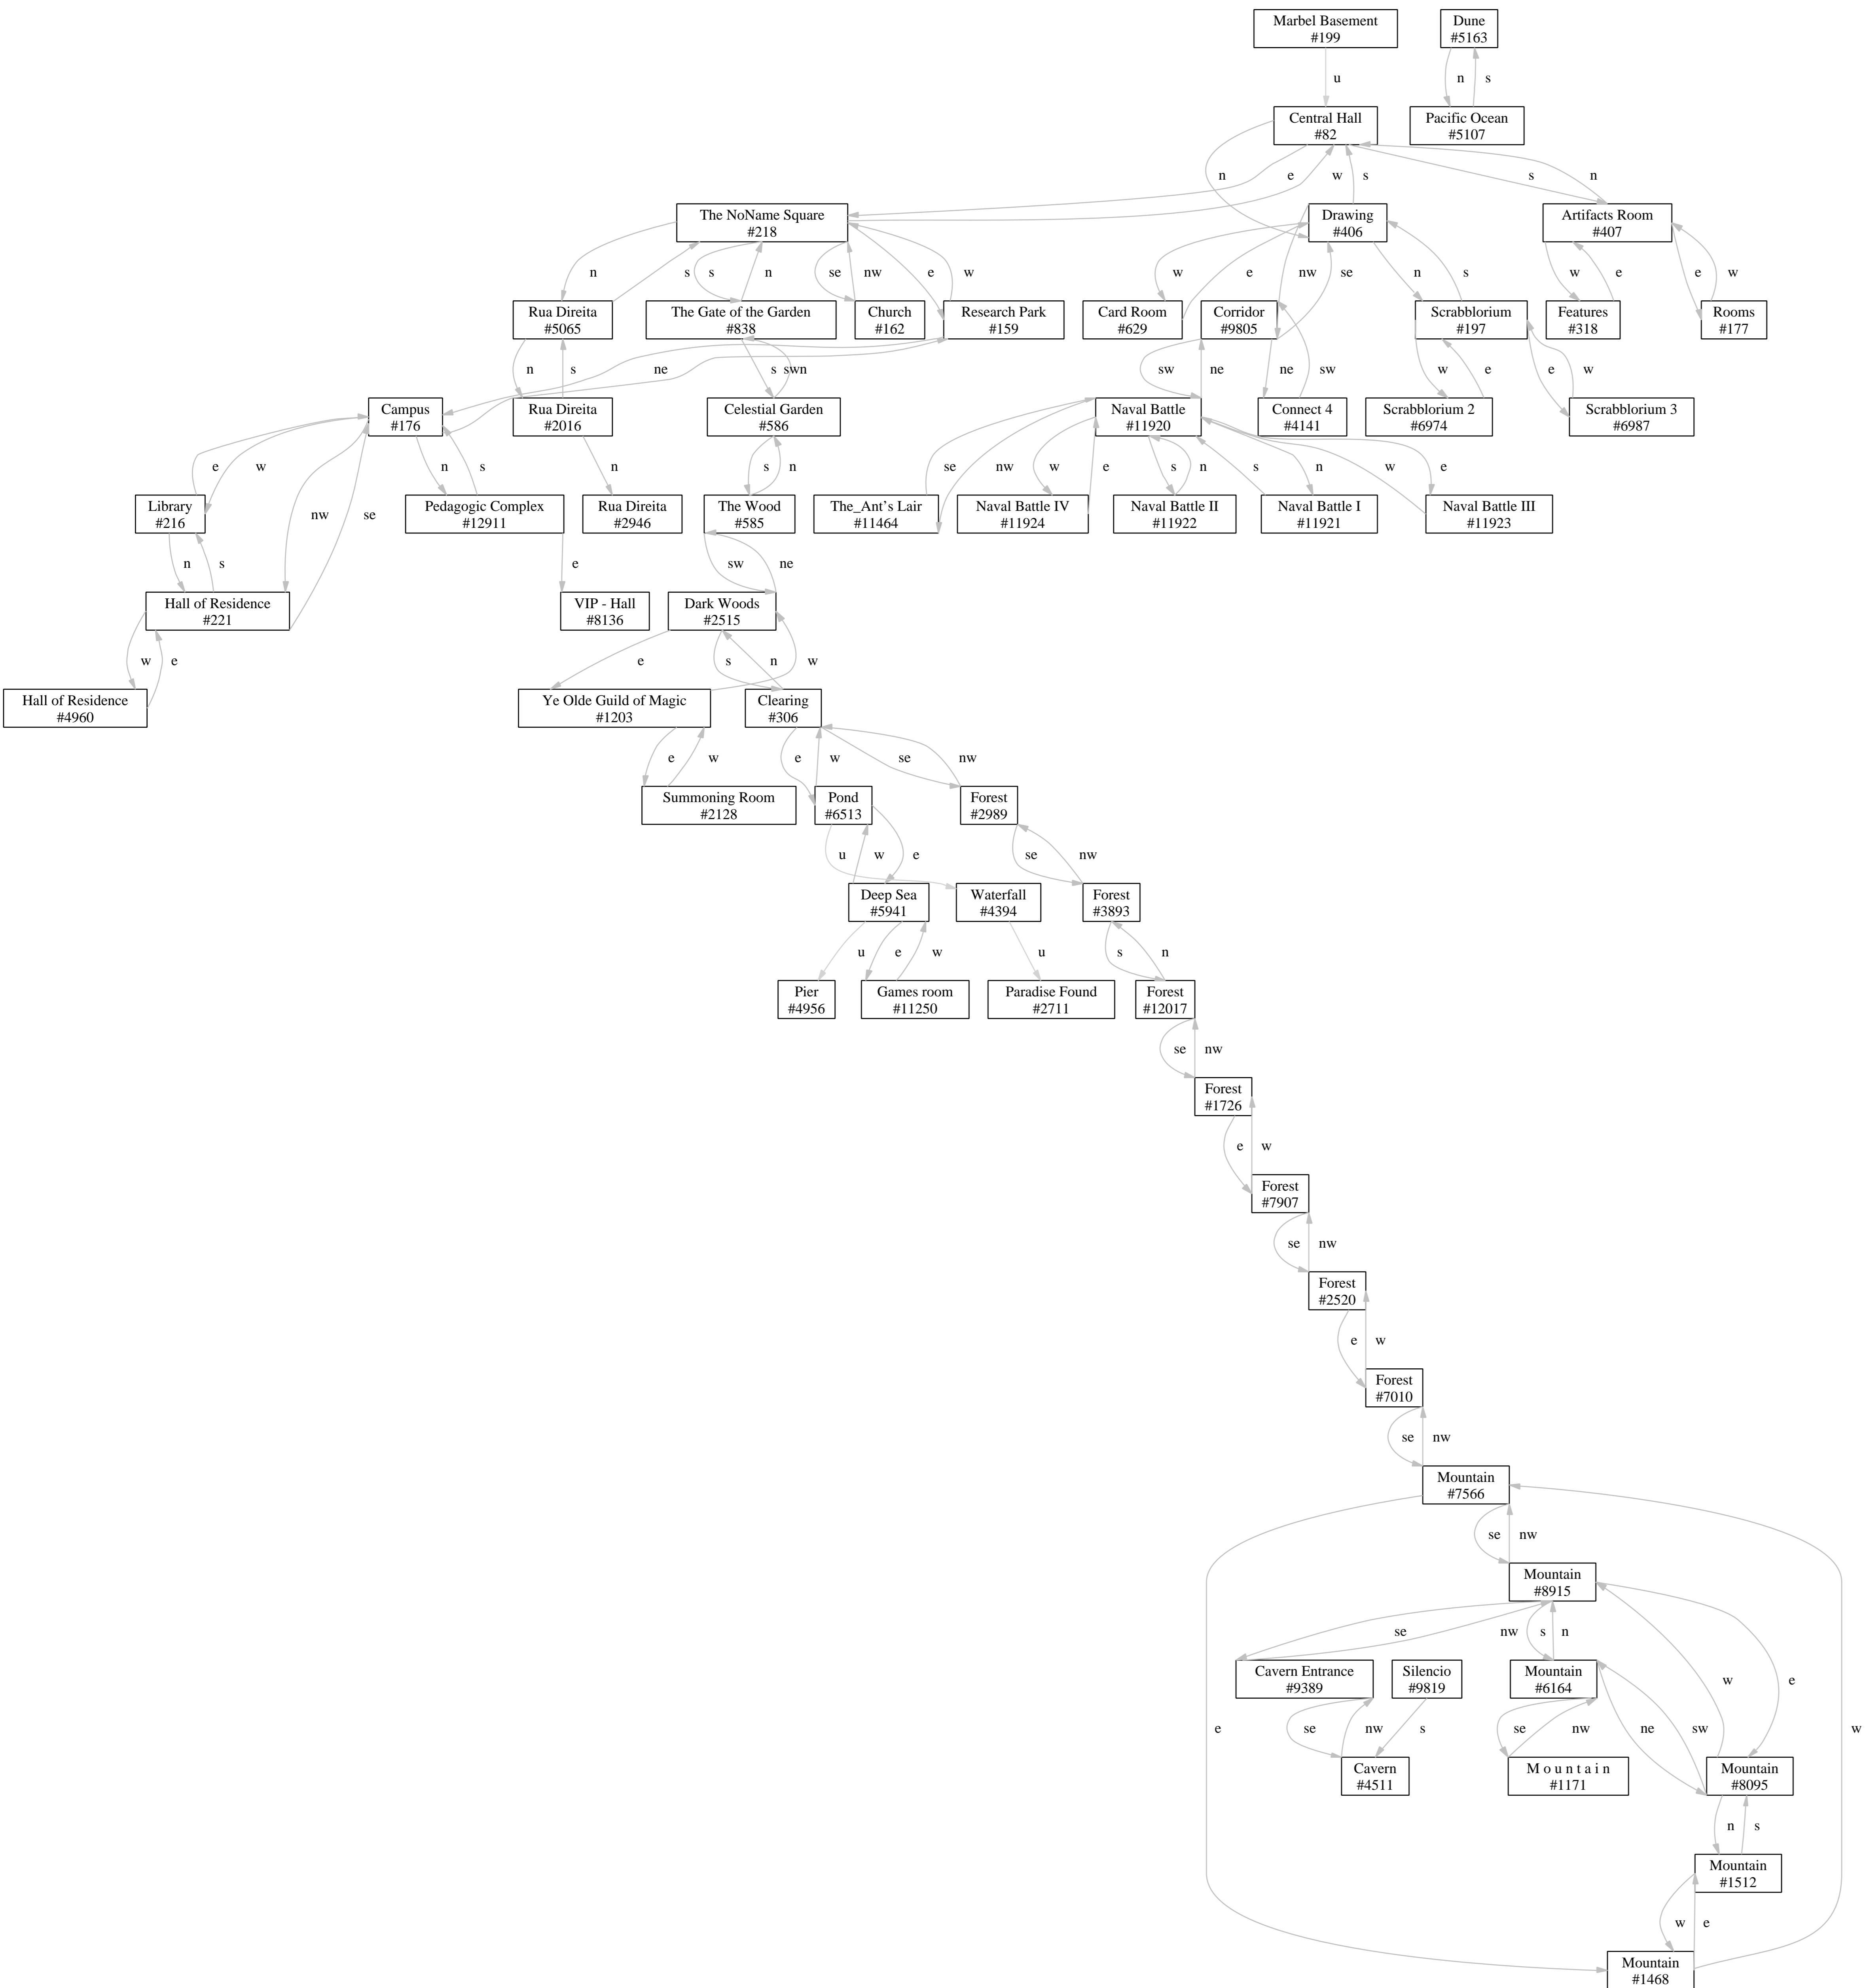 Marbel Basement
#199
Dune
#5163
u
n
s
Central Hall
#82
Pacific Ocean
#5107
n
e
w
s
s
n
The NoName Square
#218
Drawing
#406
Artifacts Room
#407
n
s
s
n
se
nw
e
w
w
e
nw
se
n
s
w
e
e
w
Rua Direita
#5065
The Gate of the Garden
#838
Church
#162
Research Park
#159
Card Room
#629
Corridor
#9805
Scrabblorium
#197
Features
#318
Rooms
#177
n
s
ne
s
swn
sw
ne
ne
sw
w
e
e
w
Campus
#176
Rua Direita
#2016
Celestial Garden
#586
Naval Battle
#11920
Connect 4
#4141
Scrabblorium 2
#6974
Scrabblorium 3
#6987
e
w
nw
se
n
s
n
s
n
se
nw
w
e
s
n
s
n
w
e
Library
#216
Pedagogic Complex
#12911
Rua Direita
#2946
The Wood
#585
The_Ant's Lair
#11464
Naval Battle IV
#11924
Naval Battle II
#11922
Naval Battle I
#11921
Naval Battle III
#11923
n
s
e
sw
ne
Hall of Residence
#221
VIP - Hall
#8136
Dark Woods
#2515
w
e
e
s
n
w
Hall of Residence
#4960
Ye Olde Guild of Magic
#1203
Clearing
#306
e
w
e
w
se
nw
Summoning Room
#2128
Pond
#6513
Forest
#2989
u
w
e
se
nw
Deep Sea
#5941
Waterfall
#4394
Forest
#3893
u
e
w
u
s
n
Pier
#4956
Games room
#11250
Paradise Found
#2711
Forest
#12017
se
nw
Forest
#1726
e
w
Forest
#7907
se
nw
Forest
#2520
e
w
Forest
#7010
se
nw
Mountain
#7566
se
nw
Mountain
#8915
se
nw
s
n
Cavern Entrance
#9389
Silencio
#9819
Mountain
#6164
w
e
e
se
nw
s
se
nw
ne
sw
w
Cavern
#4511
M o u n t a i n
#1171
Mountain
#8095
n
s
Mountain
#1512
w
e
Mountain
#1468